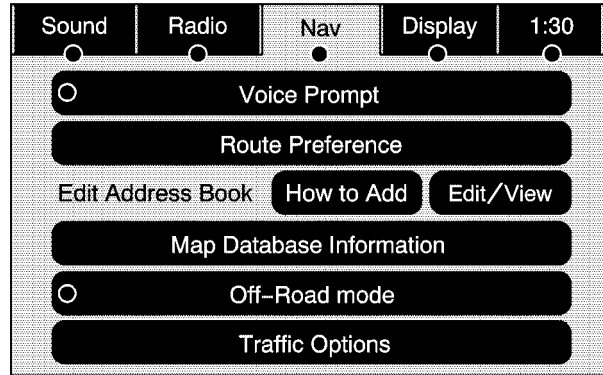 Sound Radio Nav Display 1:30
Voice Prompt
Route Preference
Edit Address Book How to Add Edit/View
Map Database Information
Off-Road mode
Traffic Options